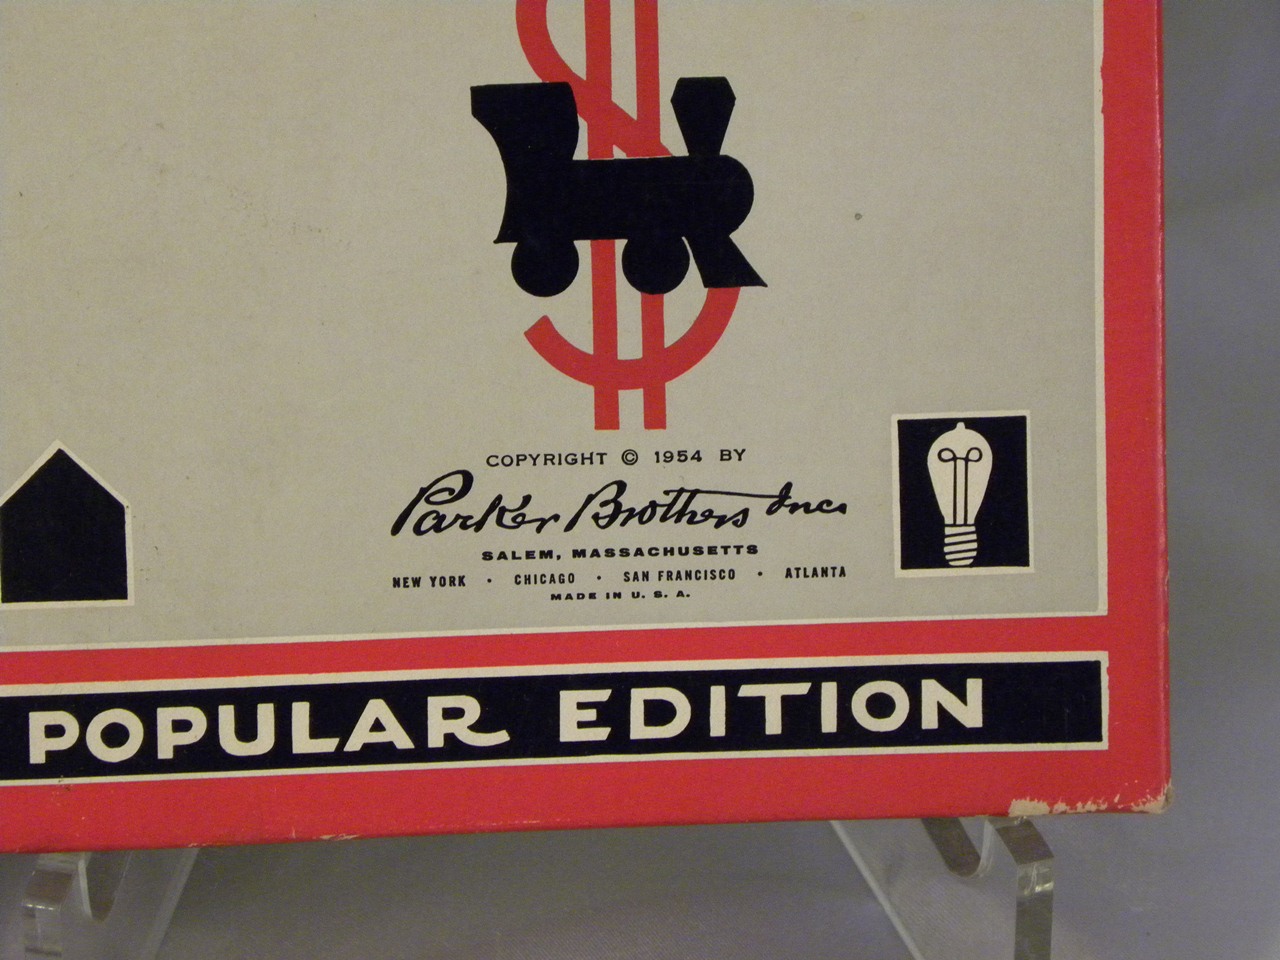 COPYRIGHT © 1954 BY
Parker Brothers Inc.
SALEM, MASSACHUSETTS
NEW YORK • CHICAGO • SAN FRANCISCO • ATLANTA
MADE IN U. S. A.
POPULAR EDITION